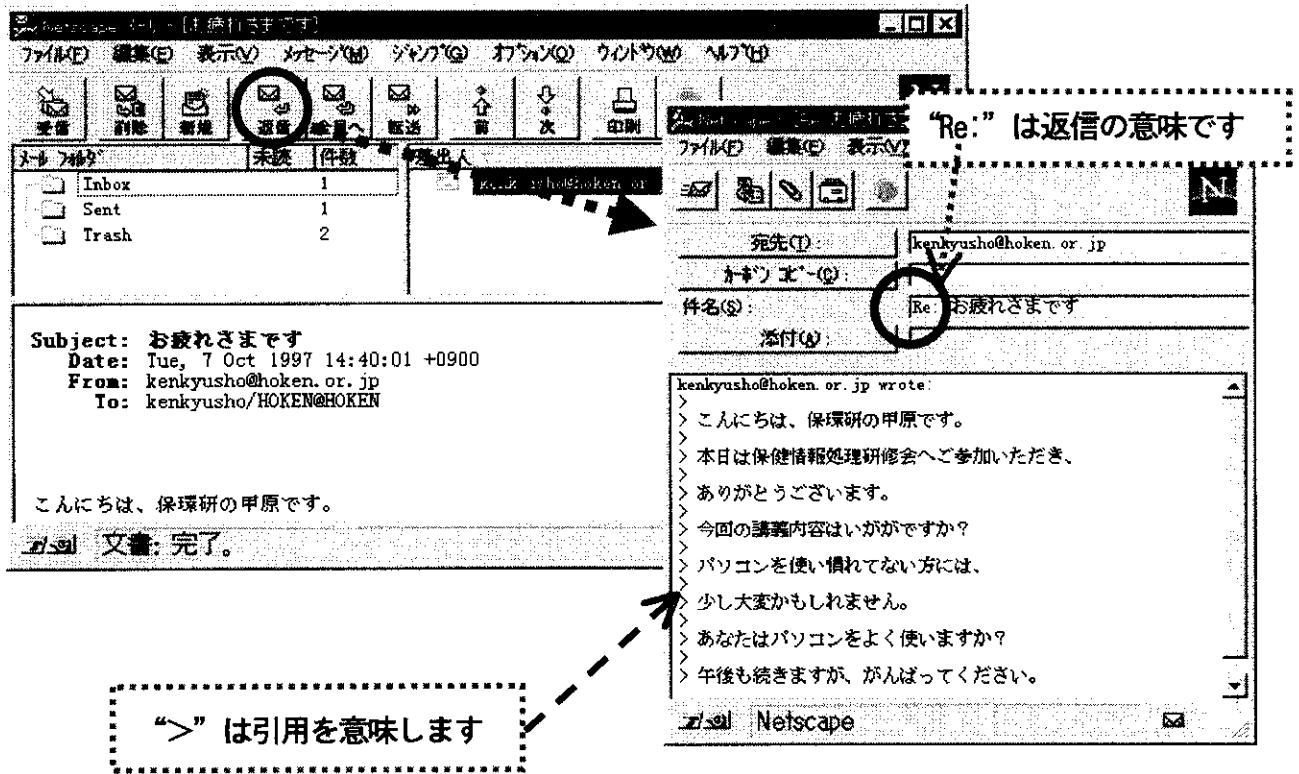 [お疲れさまです]
ファイル(F) 編集(E) 表示(V) メッセージ(M) ジャンプ(G) オプション(O) ウィンドウ(W) ヘルプ(H)
受信 削除 新規 返信 全員へ 転送 前 次 印刷
メール フォルダ 未読 件数 差出人
Inbox 1
Sent 1
Trash 2
Subject: お疲れさまです
Date: Tue, 7 Oct 1997 14:40:01 +0900
From: kenkyusho@hoken.or.jp
To: kenkyusho/HOKEN@HOKEN
こんにちは、保環研の甲原です。
文書: 完了。
“Re:” は返信の意味です
ファイル(F) 編集(E) 表示(V)
N
宛先(T): kenkyusho@hoken.or.jp
カーボン コピー(C):
件名(S): Re: お疲れさまです
添付(A):
kenkyusho@hoken.or.jp wrote:
>
> こんにちは、保環研の甲原です。
>
> 本日は保健情報処理研修会へご参加いただき、
>
> ありがとうございます。
>
> 今回の講義内容はいががですか?
>
> パソコンを使い慣れてない方には、
>
> 少し大変かもしれません。
>
> あなたはパソコンをよく使いますか?
>
> 午後も続きますが、がんばってください。
Netscape
“>” は引用を意味します